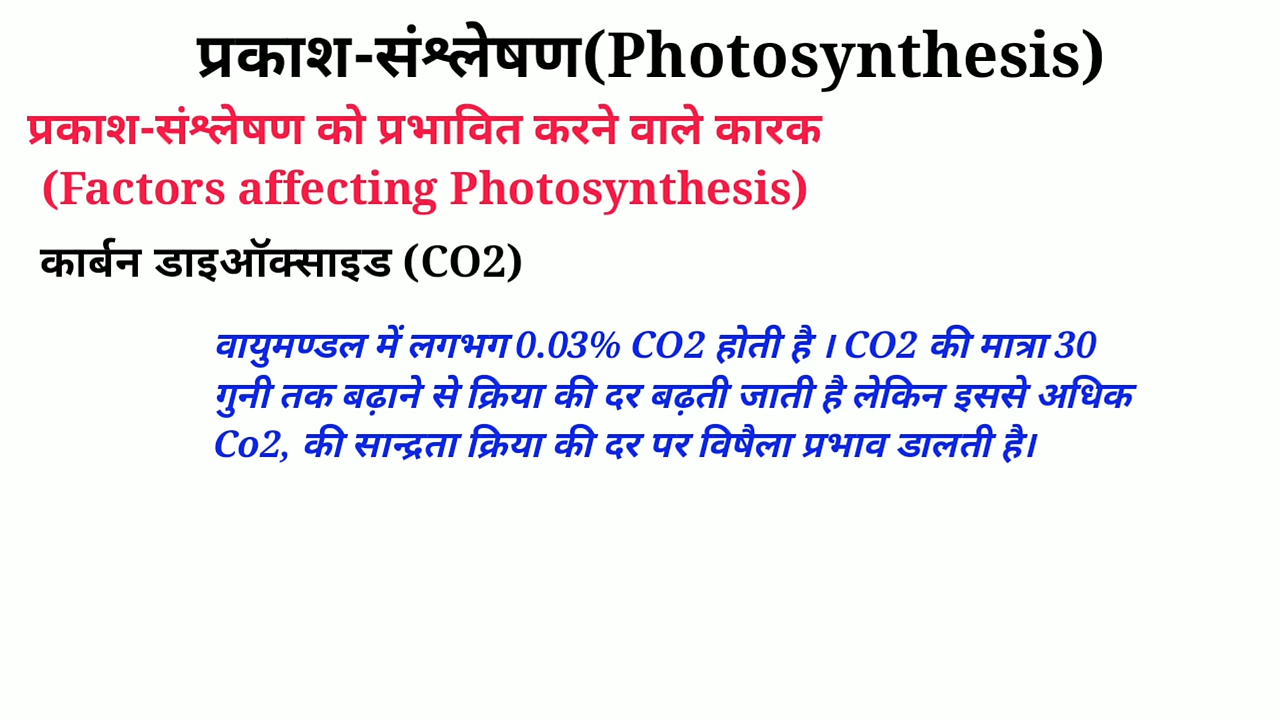 प्रकाश-संश्लेषण(Photosynthesis)
प्रकाश-संश्लेषण को प्रभावित करने वाले कारक
(Factors affecting Photosynthesis)
कार्बन डाइऑक्साइड (CO2)
वायुमण्डल में लगभग 0.03% CO2 होती है । CO2 की मात्रा 30
गुनी तक बढ़ाने से क्रिया की दर बढ़ती जाती है लेकिन इससे अधिक
Co2, की सान्द्रता क्रिया की दर पर विषैला प्रभाव डालती है।